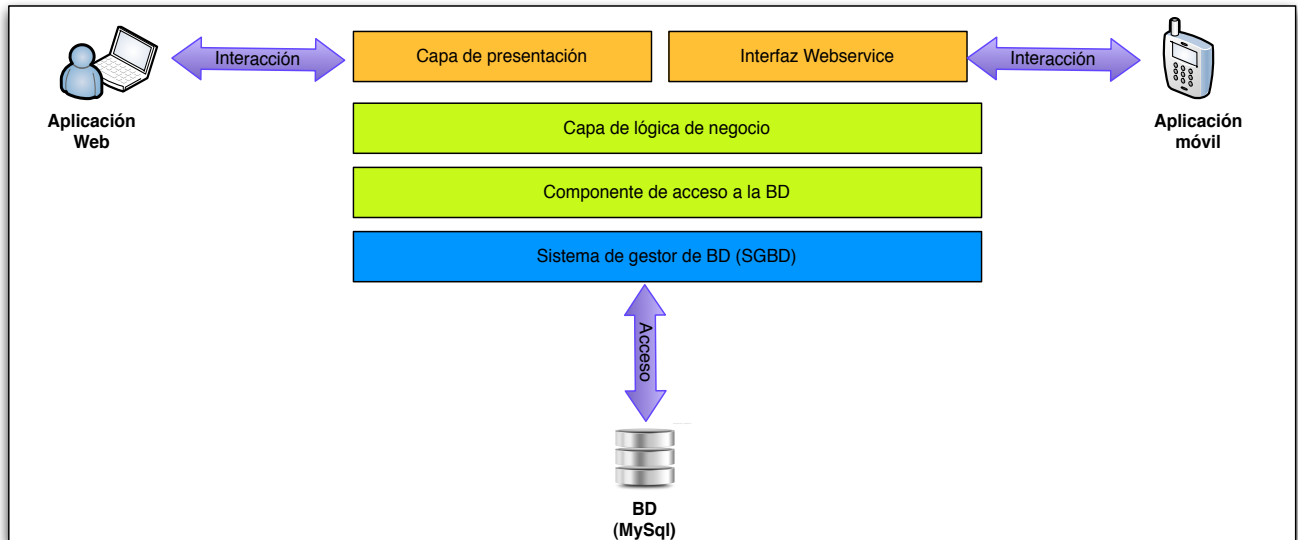 Interacción
Capa de presentación
Interfaz Webservice
Interacción
Aplicación
Web
Aplicación
móvil
Capa de lógica de negocio
Componente de acceso a la BD
Sistema de gestor de BD (SGBD)
Acceso
BD
(MySql)